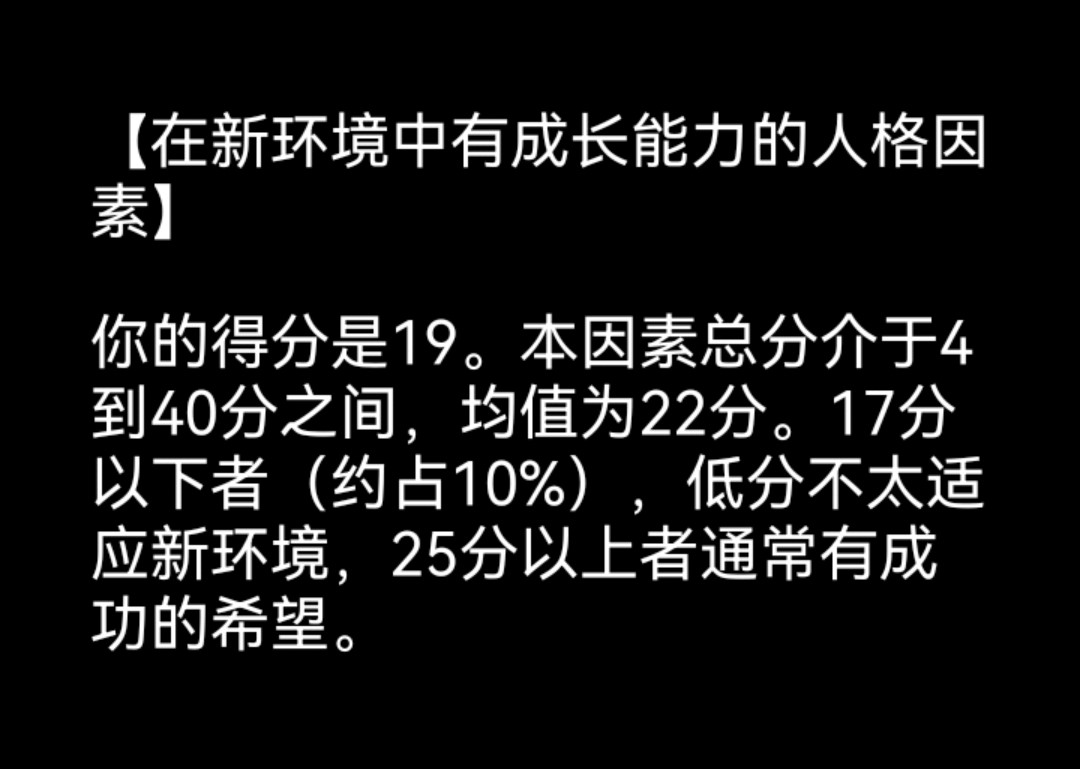 【在新环境中有成长能力的人格因
素】
你的得分是19。本因素总分介于4
到40分之间，均值为22分。17分
以下者（约占10%），低分不太适
应新环境，25分以上者通常有成
功的希望。